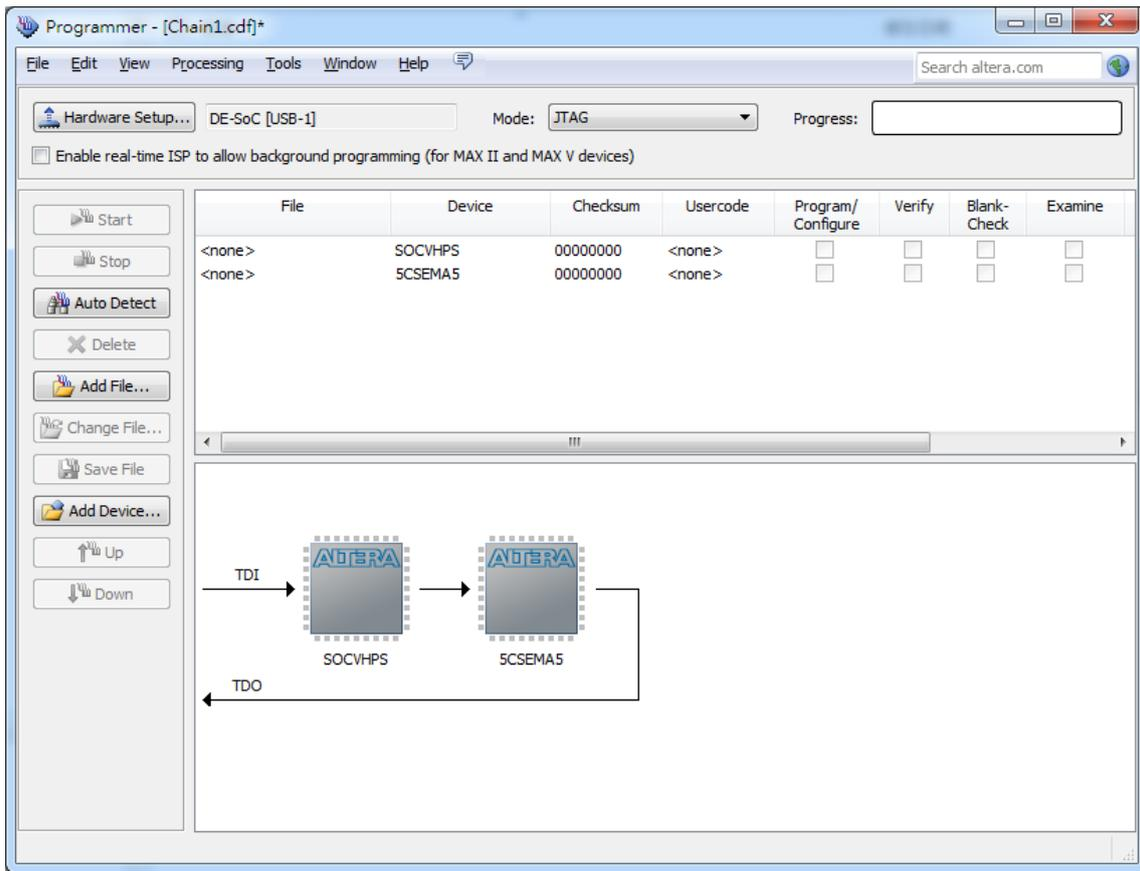 Programmer - [Chain1.cdf]*
File Edit View Processing Tools Window Help
Search altera.com
Hardware Setup... DE-SoC [USB-1] Mode: JTAG Progress:
Enable real-time ISP to allow background programming (for MAX II and MAX V devices)
Start
Stop
Auto Detect
Delete
Add File...
Change File...
Save File
Add Device...
Up
Down
File Device Checksum Usercode Program/ Verify Blank- Examine
Configure Check
<none> SOCVHPS 00000000 <none>
<none> 5CSEMA5 00000000 <none>
TDI
ALTERA ALTERA
SOCVHPS 5CSEMA5
TDO